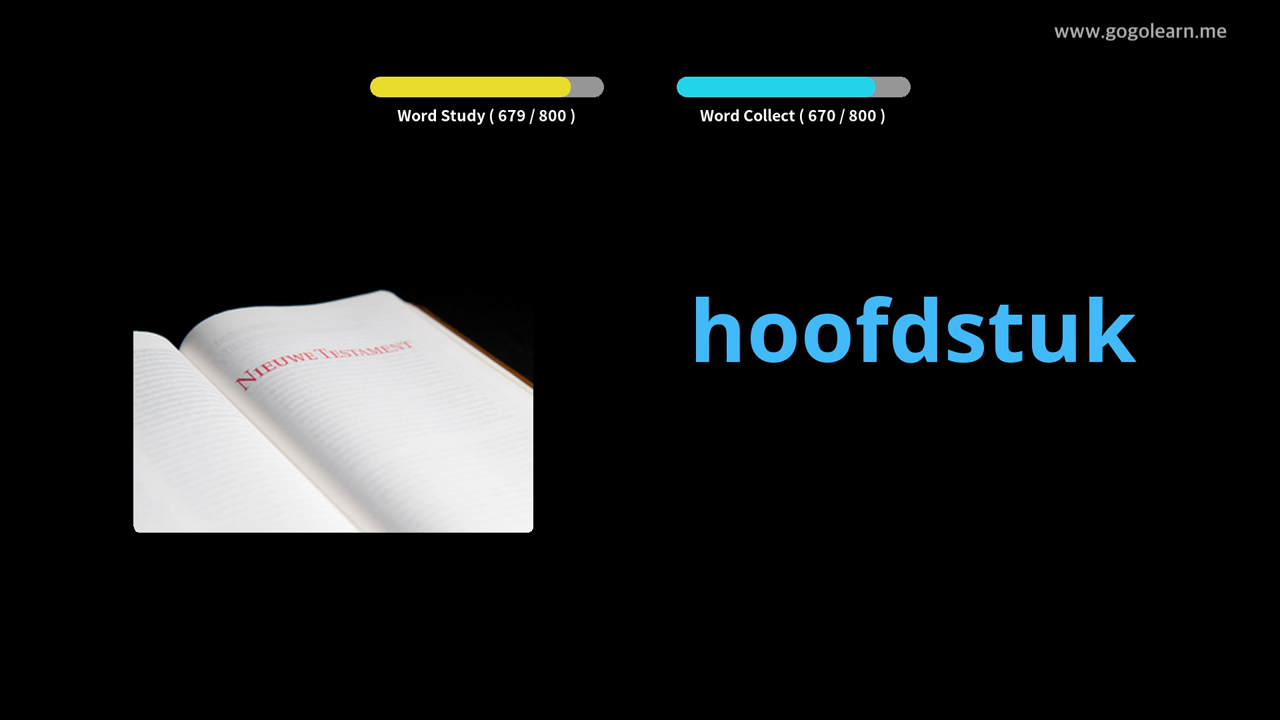 www.gogolearn.me
Word Study ( 679 / 800 )
Word Collect ( 670 / 800 )
hoofdstuk
NIEUWE TESTAMENT